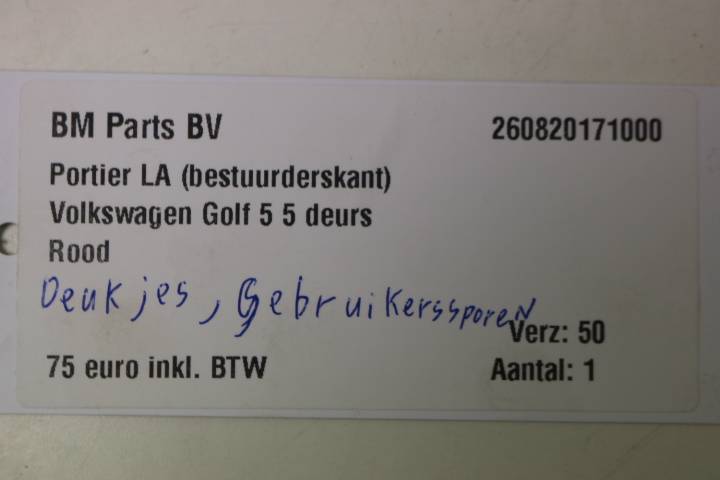 BM Parts BV 260820171000
Portier LA (bestuurderskant)
Volkswagen Golf 5 5 deurs
Rood
Deukjes, Gebruikerssporen
Verz: 50
75 euro inkl. BTW Aantal: 1